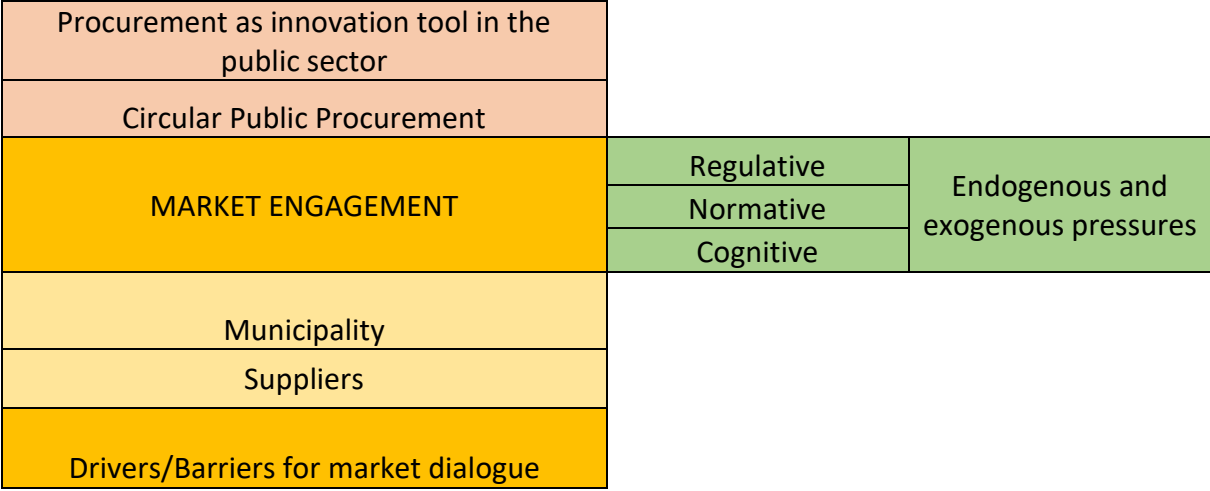 Procurement as innovation tool in the
public sector
Circular Public Procurement
MARKET ENGAGEMENT
Regulative
Normative
Cognitive
Endogenous and
exogenous pressures
Municipality
Suppliers
Drivers/Barriers for market dialogue